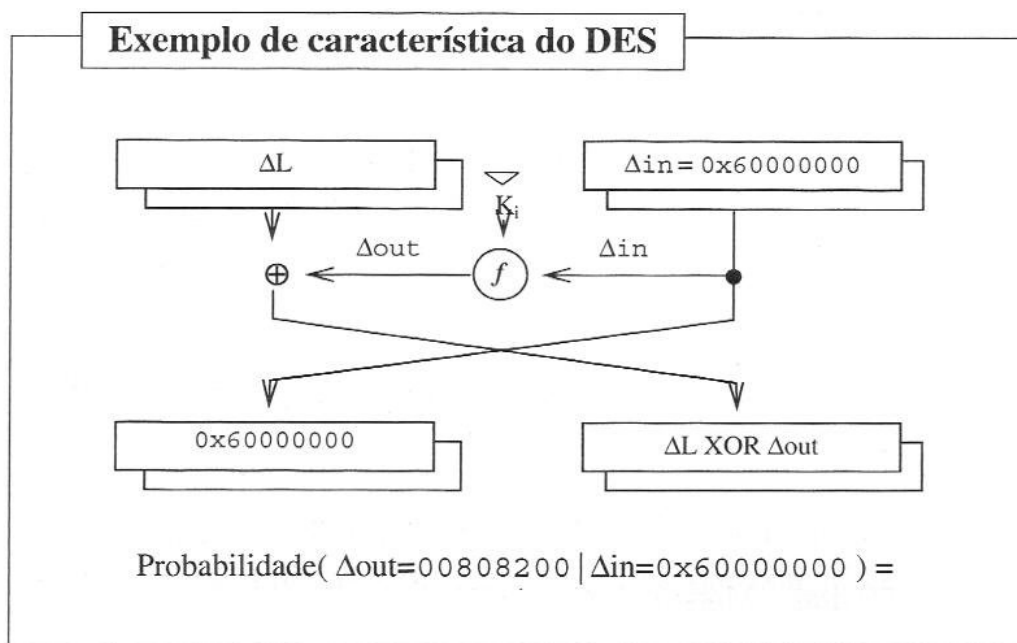 Exemplo de característica do DES
ΔL
Δin = 0x60000000
K_i
Δout
Δin
⊕
f
0x60000000
ΔL XOR Δout
Probabilidade( Δout=00808200 | Δin=0x60000000 ) =